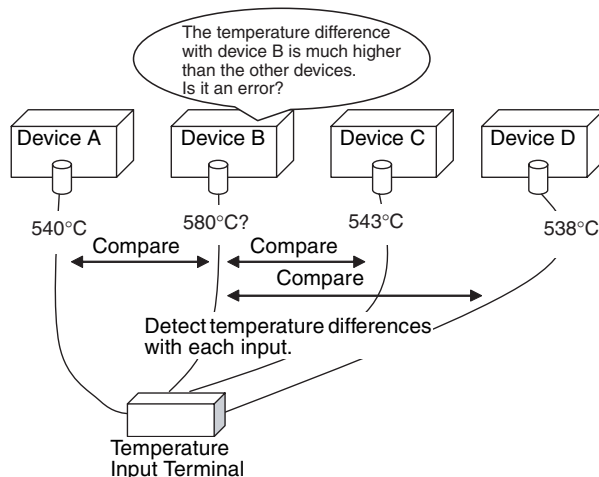 The temperature difference
with device B is much higher
than the other devices.
Is it an error?
Device A
Device B
Device C
Device D
540°C
580°C?
543°C
538°C
Compare
Compare
Compare
Detect temperature differences
with each input.
Temperature
Input Terminal